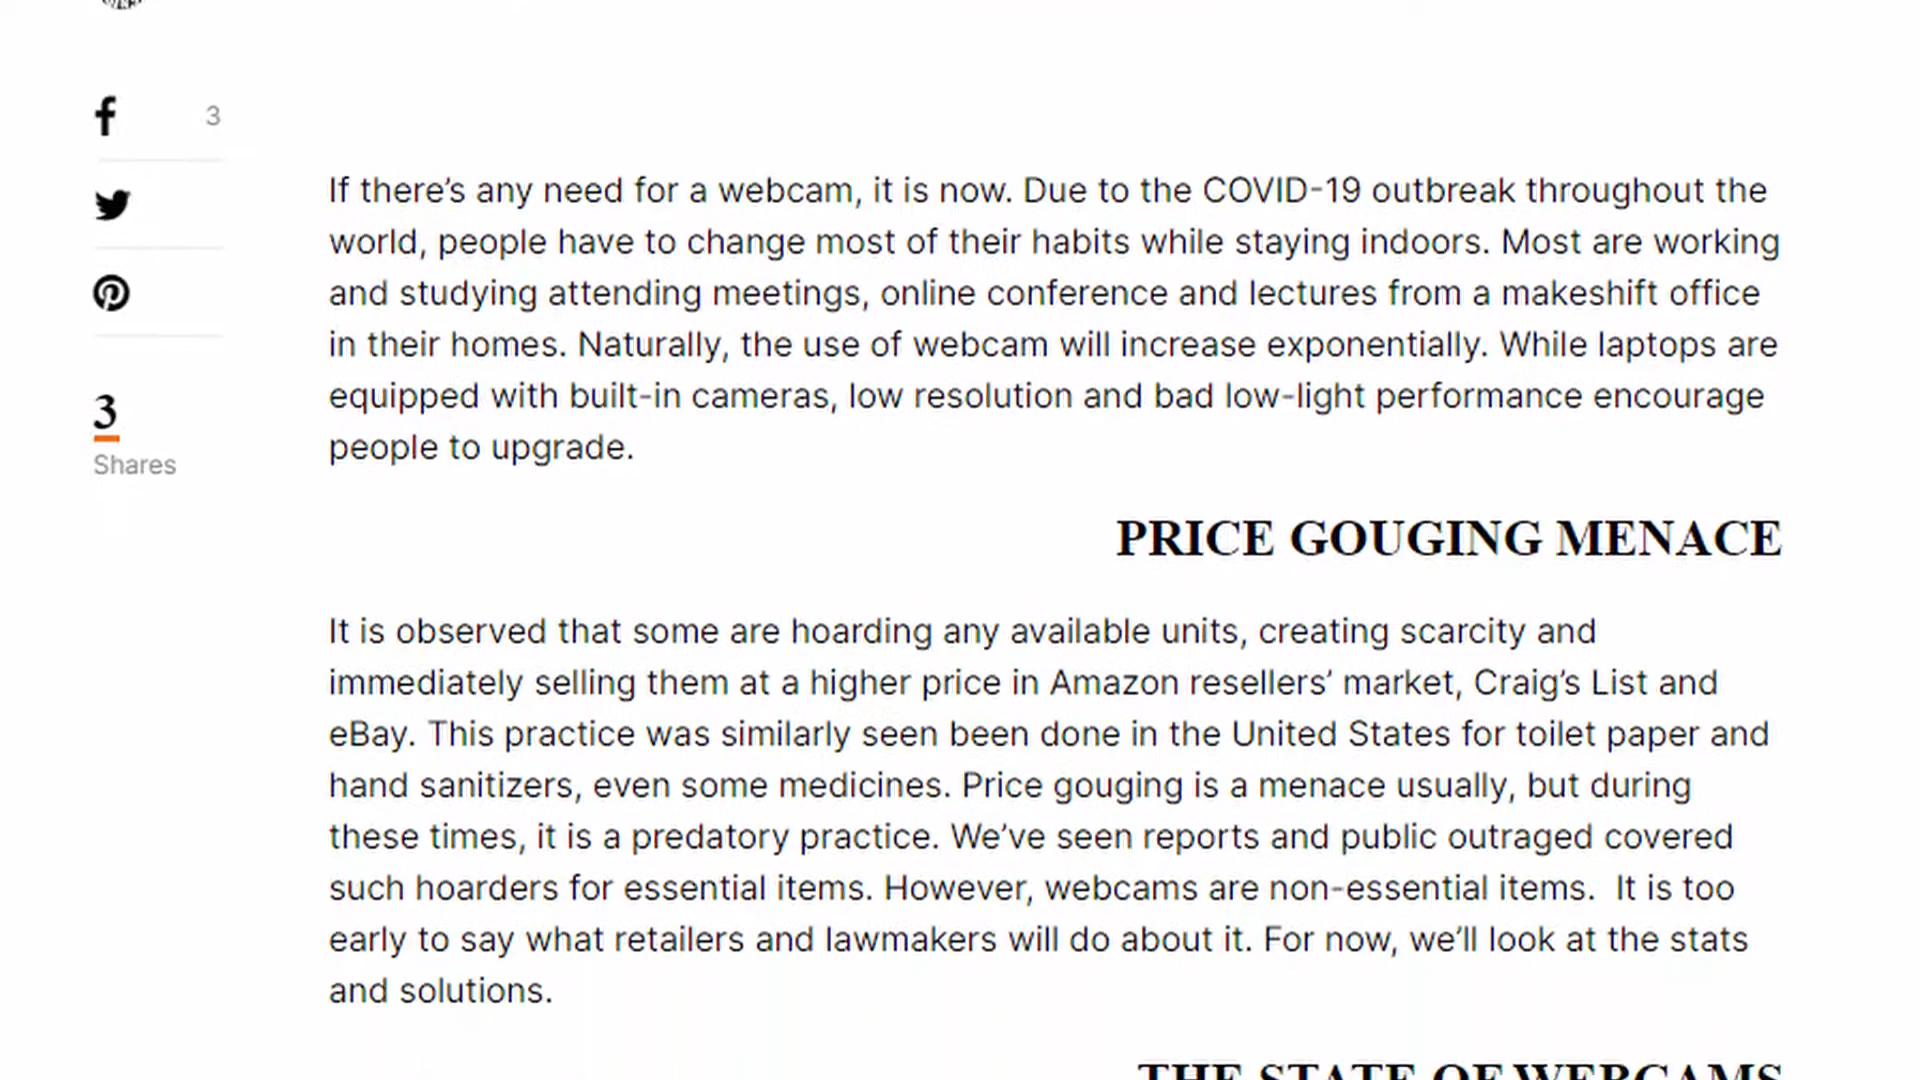 3
3
Shares
If there’s any need for a webcam, it is now. Due to the COVID-19 outbreak throughout the
world, people have to change most of their habits while staying indoors. Most are working
and studying attending meetings, online conference and lectures from a makeshift office
in their homes. Naturally, the use of webcam will increase exponentially. While laptops are
equipped with built-in cameras, low resolution and bad low-light performance encourage
people to upgrade.
PRICE GOUGING MENACE
It is observed that some are hoarding any available units, creating scarcity and
immediately selling them at a higher price in Amazon resellers’ market, Craig’s List and
eBay. This practice was similarly seen been done in the United States for toilet paper and
hand sanitizers, even some medicines. Price gouging is a menace usually, but during
these times, it is a predatory practice. We’ve seen reports and public outraged covered
such hoarders for essential items. However, webcams are non-essential items.  It is too
early to say what retailers and lawmakers will do about it. For now, we’ll look at the stats
and solutions.
THE STATE OF WEBCAMS